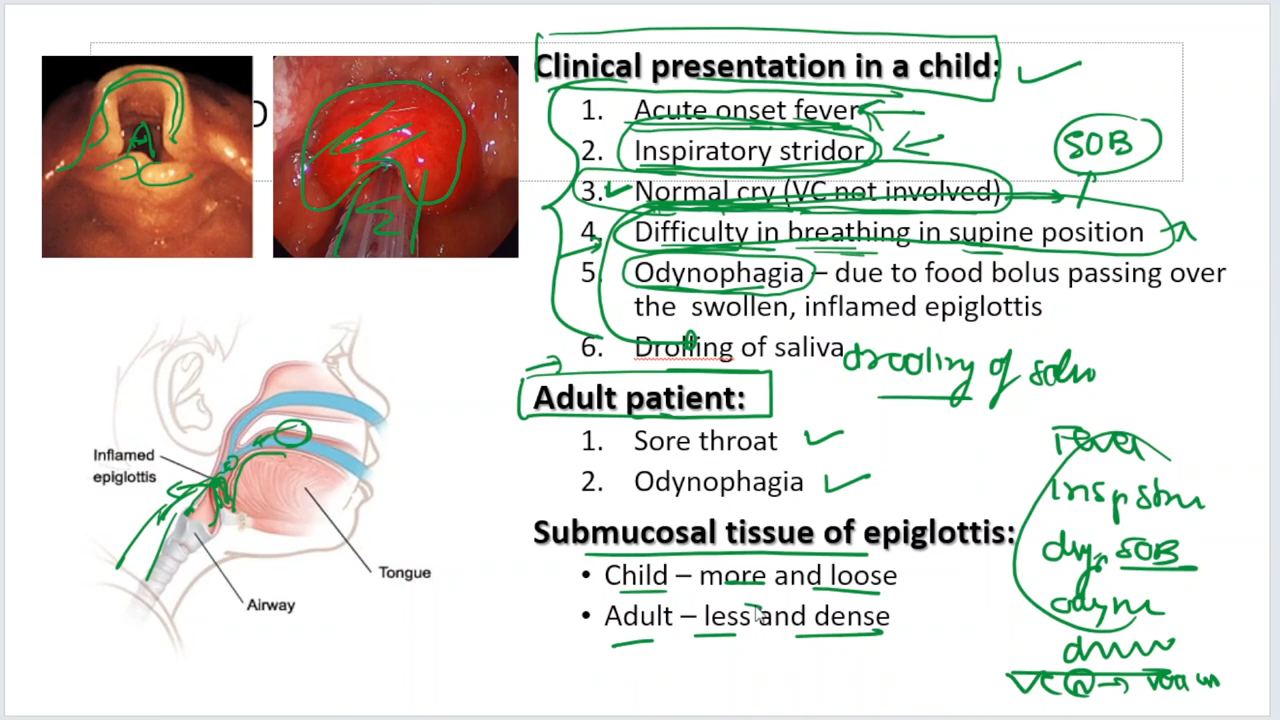 Clinical presentation in a child:
1. Acute onset fever
2. Inspiratory stridor
SOB
3. Normal cry (VC not involved)
4. Difficulty in breathing in supine position
5. Odynophagia – due to food bolus passing over
the swollen, inflamed epiglottis
6. Drolling of saliva
drooling of
Adult patient:
1. Sore throat
2. Odynophagia
Submucosal tissue of epiglottis:
• Child – more and loose
• Adult – less and dense
Inflamed
epiglottis
Tongue
Airway
Fever
SOB
VC N →